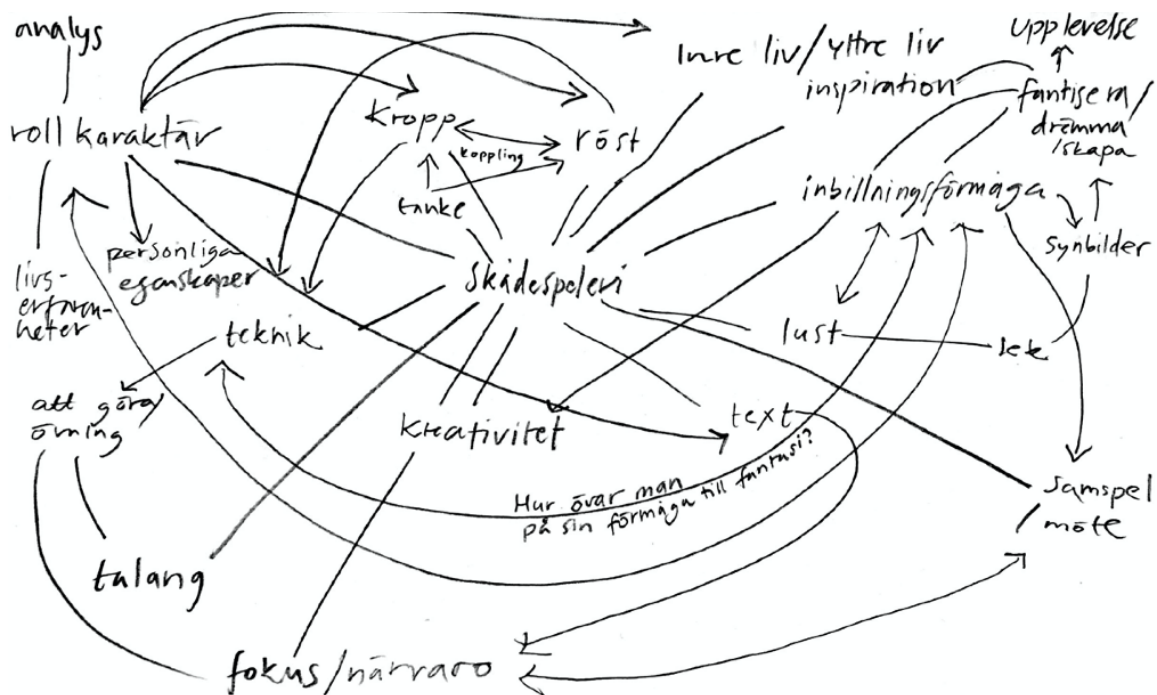 analys
roll karaktär
livs-
erfaren-
heter
personliga
egenskaper
kropp
koppling
röst
tanke
Inre liv/yttre liv
inspiration
Upplevelse
fantisera/
drömma
/skapa
inbillningsförmåga
synbilder
skådespeleri
lust
lek
teknik
att göra/
övning
kreativitet
text
Hur övar man
på sin förmåga till fantasi?
samspel
möte
talang
fokus/närvaro